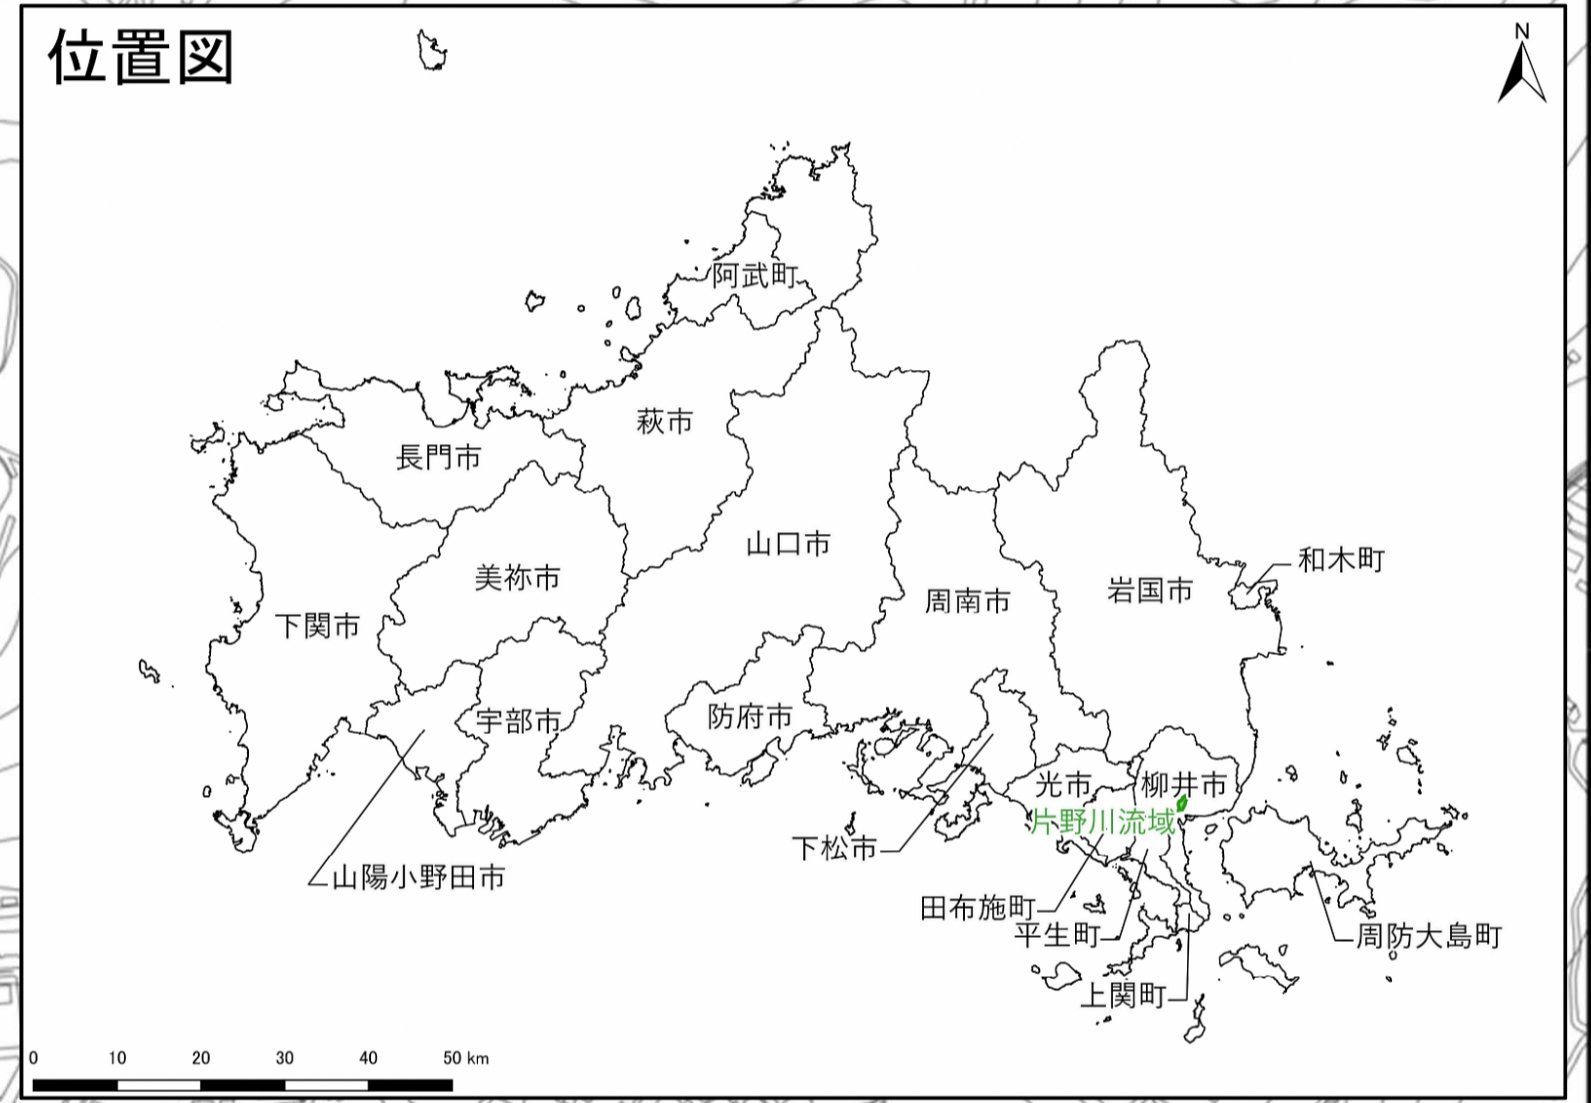 位置図
N
阿武町
萩市
長門市
山口市
和木町
美祢市
岩国市
周南市
下関市
防府市
宇部市
光市
柳井市
片野川流域
下松市
山陽小野田市
田布施町
平生町
周防大島町
上関町
0 10 20 30 40 50 km